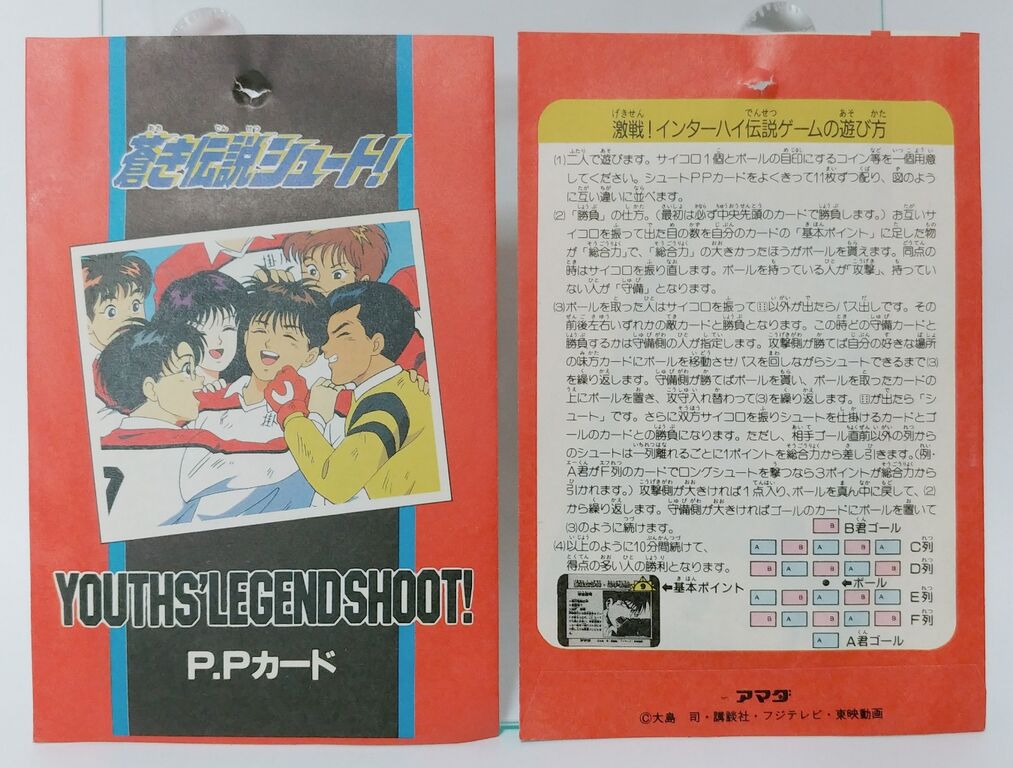 蒼き伝説シュート!
YOUTHS' LEGEND SHOOT!
P.Pカード
激戦!インターハイ伝説ゲームの遊び方
(1)二人で遊びます。サイコロ1個とボールの目印にするコイン等を一個用意
してください。シュートPPカードをよくきって11枚ずつ配り、図のよう
に互い違いに並べます。
(2)「勝負」の仕方。(最初は必ず中央先頭のカードで勝負します。)お互いサ
イコロを振って出た目の数を自分のカードの「基本ポイント」に足した物
が「総合力」で、「総合力」の大きかったほうがボールを貰えます。同点の
時はサイコロを振り直します。ボールを持っている人が「攻撃」、持ってい
ない人が「守備」となります。
(3)ボールを取った人はサイコロを振って⚅以外が出たらパス出しです。その
前後左右いずれかの敵カードと勝負となります。この時どの守備カードと
勝負するかは守備側の人が指定します。攻撃側が勝てば自分の好きな場所
の味方カードにボールを移動させパスを回しながらシュートできるまで(3)
を繰り返します。守備側が勝てばボールを貰い、ボールを取ったカードの
上にボールを置き、攻守入れ替わって(3)を繰り返します。⚅が出たら「シ
ュート」です。さらに双方サイコロを振りシュートを仕掛けるカードとゴ
ールのカードとの勝負になります。ただし、相手ゴール直前以外の列から
のシュートは一列離れるごとに1ポイントを総合力から差し引きます。(例・
A君がF列のカードでロングシュートを撃つなら3ポイントが総合力から
引かれます。)攻撃側が大きければ1点入り、ボールを真ん中に戻して、(2)
から繰り返します。守備側が大きければゴールのカードにボールを置いて
(3)のように続けます。
(4)以上のように10分間続けて、
得点の多い人の勝利となります。
←基本ポイント
B B君ゴール
A B A B A C列
B A B A B D列
←ボール
A B A B A E列
B A B A B F列
A A君ゴール
アマダ
©大島 司・講談社・フジテレビ・東映動画